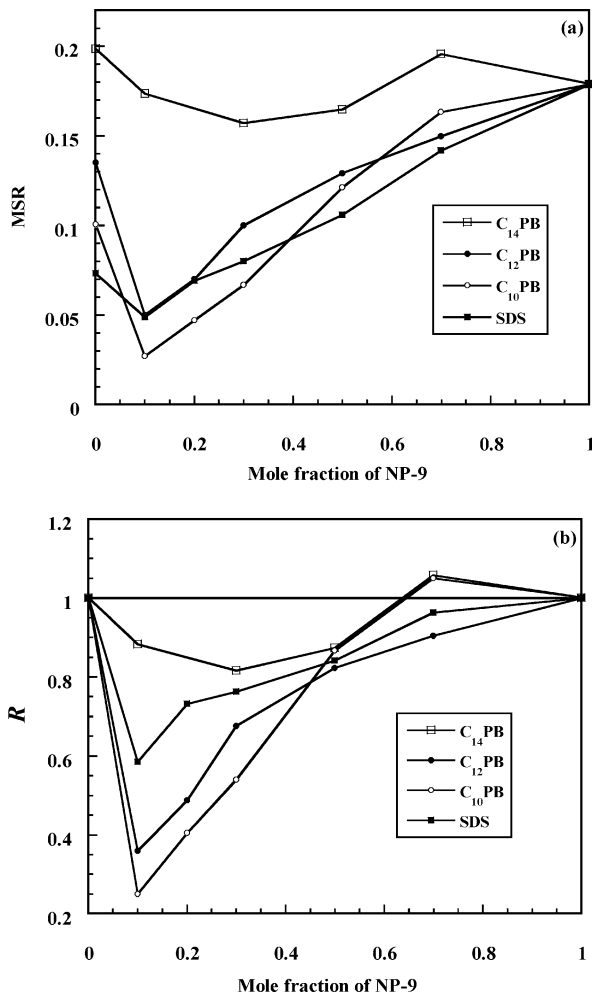 (a)
0.2
0.15
0.1
0.05
0
MSR
C14PB
C12PB
C10PB
SDS
0 0.2 0.4 0.6 0.8 1
Mole fraction of NP-9
(b)
1.2
1
0.8
0.6
0.4
0.2
R
C14PB
C12PB
C10PB
SDS
0 0.2 0.4 0.6 0.8 1
Mole fraction of NP-9